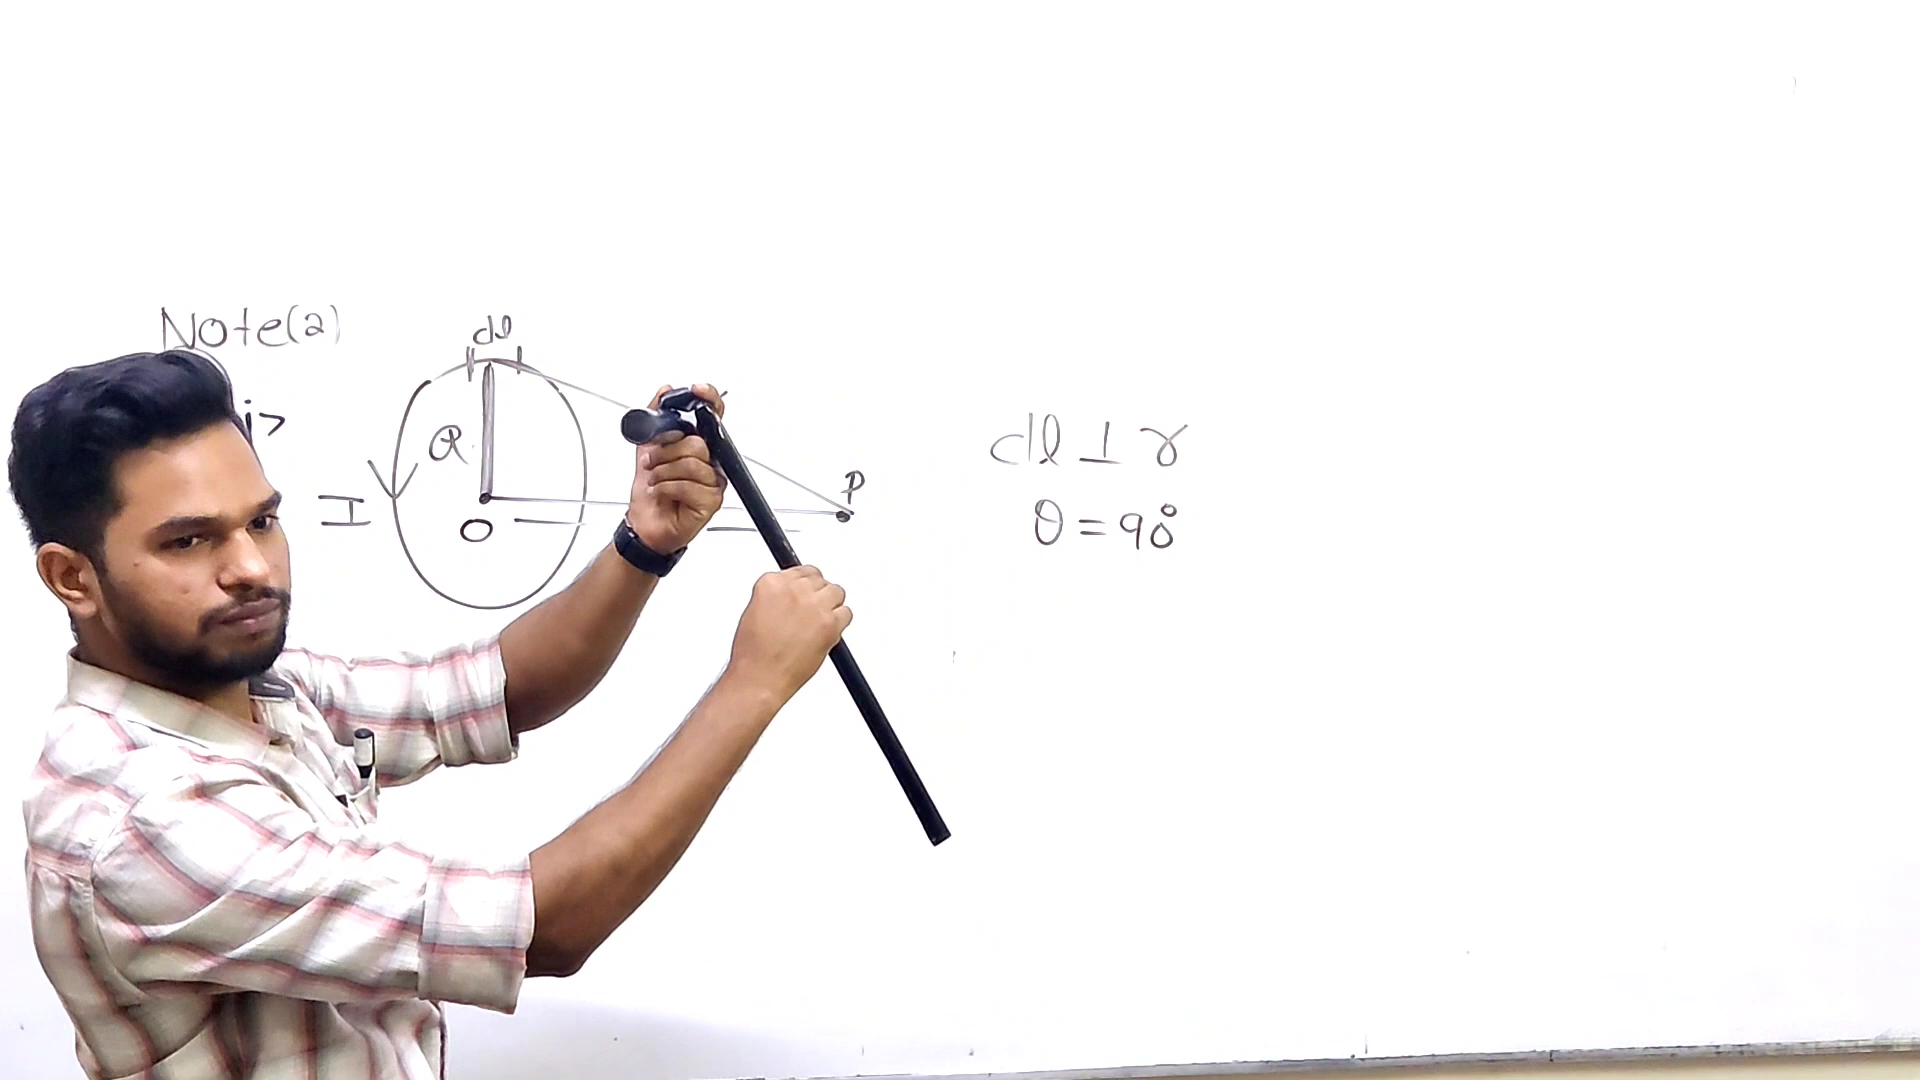 Note(2)
i>
dl
R
I
O
P
dl ⊥ r
θ = 90°